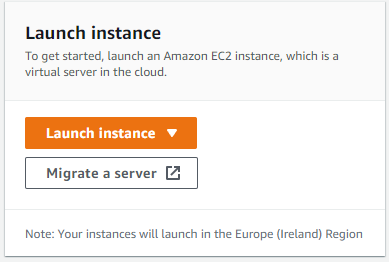 Launch instance
To get started, launch an Amazon EC2 instance, which is a
virtual server in the cloud.
Launch instance
Migrate a server
Note: Your instances will launch in the Europe (Ireland) Region